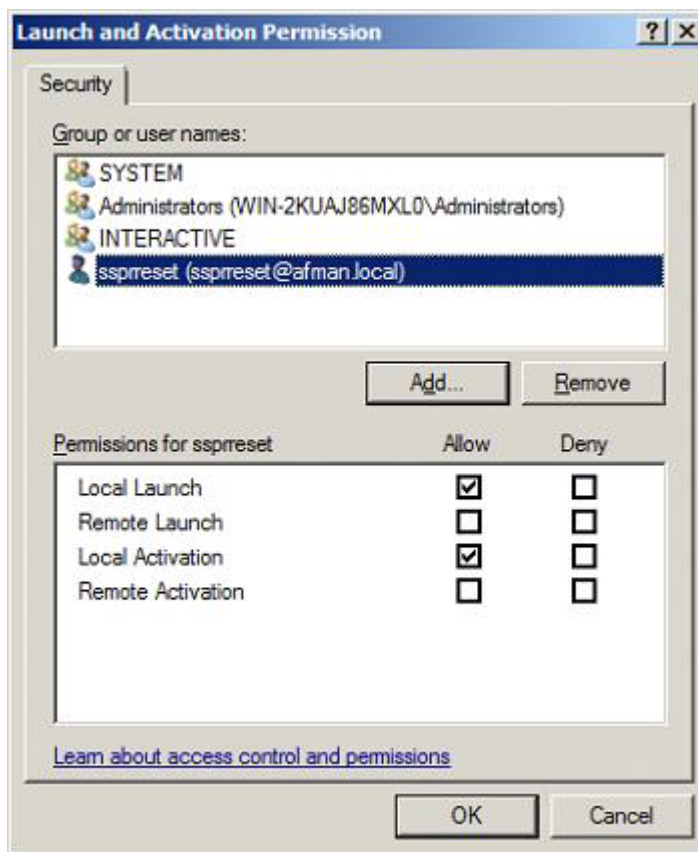 Launch and Activation Permission
Security
Group or user names:
SYSTEM
Administrators (WIN-2KUAJ86MXL0\Administrators)
INTERACTIVE
ssprreset (ssprreset@afman.local)
Add... Remove
Permissions for ssprreset Allow Deny
Local Launch
Remote Launch
Local Activation
Remote Activation
Learn about access control and permissions
OK Cancel